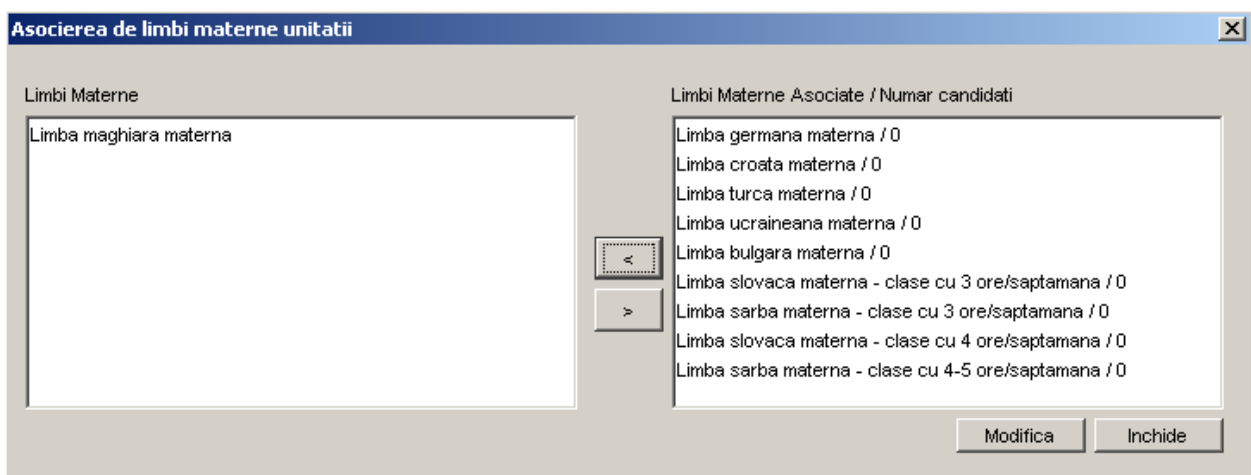 Asocierea de limbi materne unitatii
Limbi Materne
Limba maghiara materna
<
>
Limbi Materne Asociate / Numar candidati
Limba germana materna / 0
Limba croata materna / 0
Limba turca materna / 0
Limba ucraineana materna / 0
Limba bulgara materna / 0
Limba slovaca materna - clase cu 3 ore/saptamana / 0
Limba sarba materna - clase cu 3 ore/saptamana / 0
Limba slovaca materna - clase cu 4 ore/saptamana / 0
Limba sarba materna - clase cu 4-5 ore/saptamana / 0
Modifica
Inchide